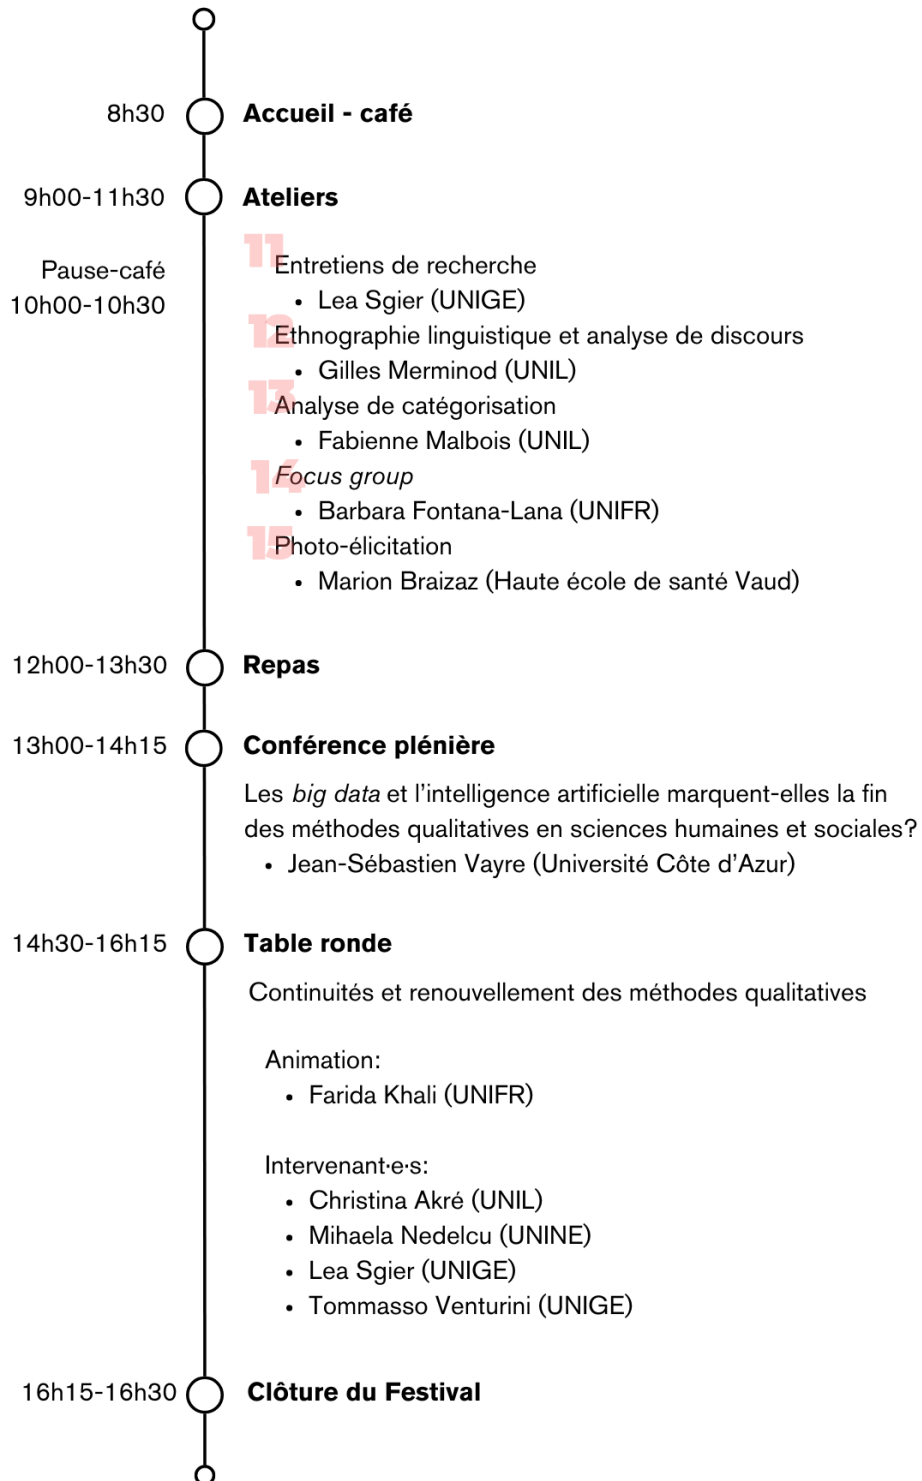 8h30 Accueil - café
9h00-11h30 Ateliers
Pause-café
10h00-10h30
11 Entretiens de recherche
• Lea Sgier (UNIGE)
12 Ethnographie linguistique et analyse de discours
• Gilles Merminod (UNIL)
13 Analyse de catégorisation
• Fabienne Malbois (UNIL)
14 Focus group
• Barbara Fontana-Lana (UNIFR)
15 Photo-élicitation
• Marion Braizaz (Haute école de santé Vaud)
12h00-13h30 Repas
13h00-14h15 Conférence plénière
Les big data et l'intelligence artificielle marquent-elles la fin
des méthodes qualitatives en sciences humaines et sociales?
• Jean-Sébastien Vayre (Université Côte d'Azur)
14h30-16h15 Table ronde
Continuités et renouvellement des méthodes qualitatives
Animation:
• Farida Khali (UNIFR)
Intervenant·e·s:
• Christina Akré (UNIL)
• Mihaela Nedelcu (UNINE)
• Lea Sgier (UNIGE)
• Tommasso Venturini (UNIGE)
16h15-16h30 Clôture du Festival